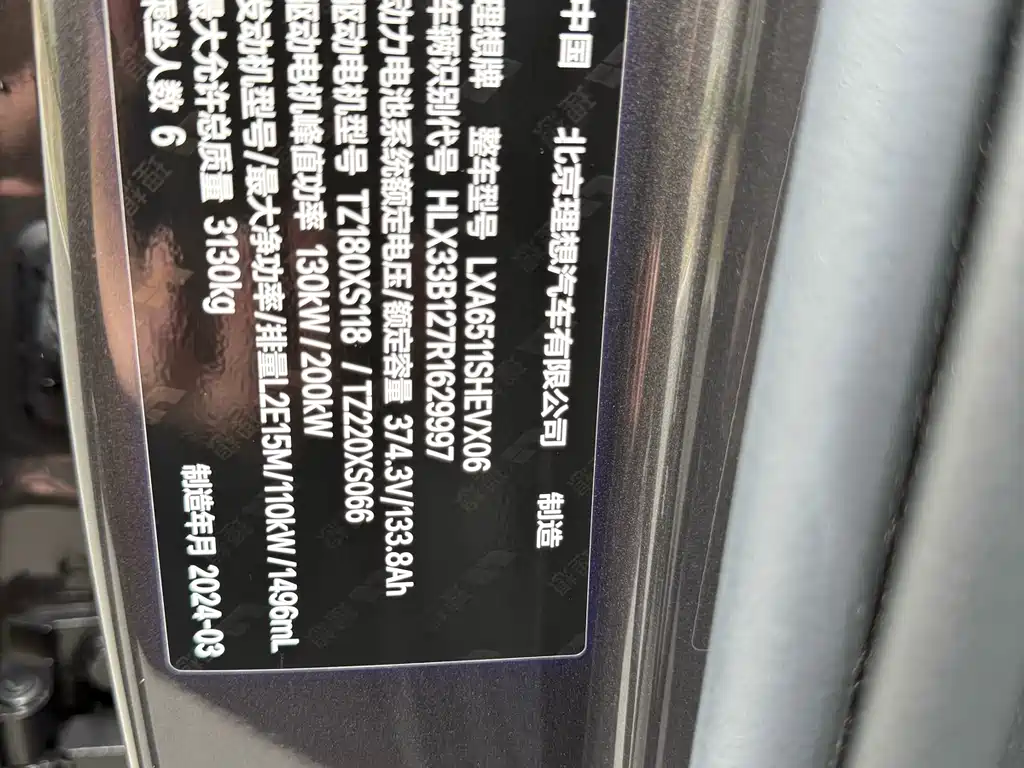 中国 北京理想汽车有限公司 制造
理想牌 整车型号 LXA6511SHEVX06
车辆识别代号 HLX33B127R1629997
动力电池系统额定电压/额定容量 374.3V/133.8Ah
驱动电机型号 TZ180XS118 / TZ220XS066
驱动电机峰值功率 130kW / 200kW
发动机型号/最大净功率/排量L2E15M/110kW/1496mL
最大允许总质量 3130kg
乘坐人数 6 制造年月 2024-03